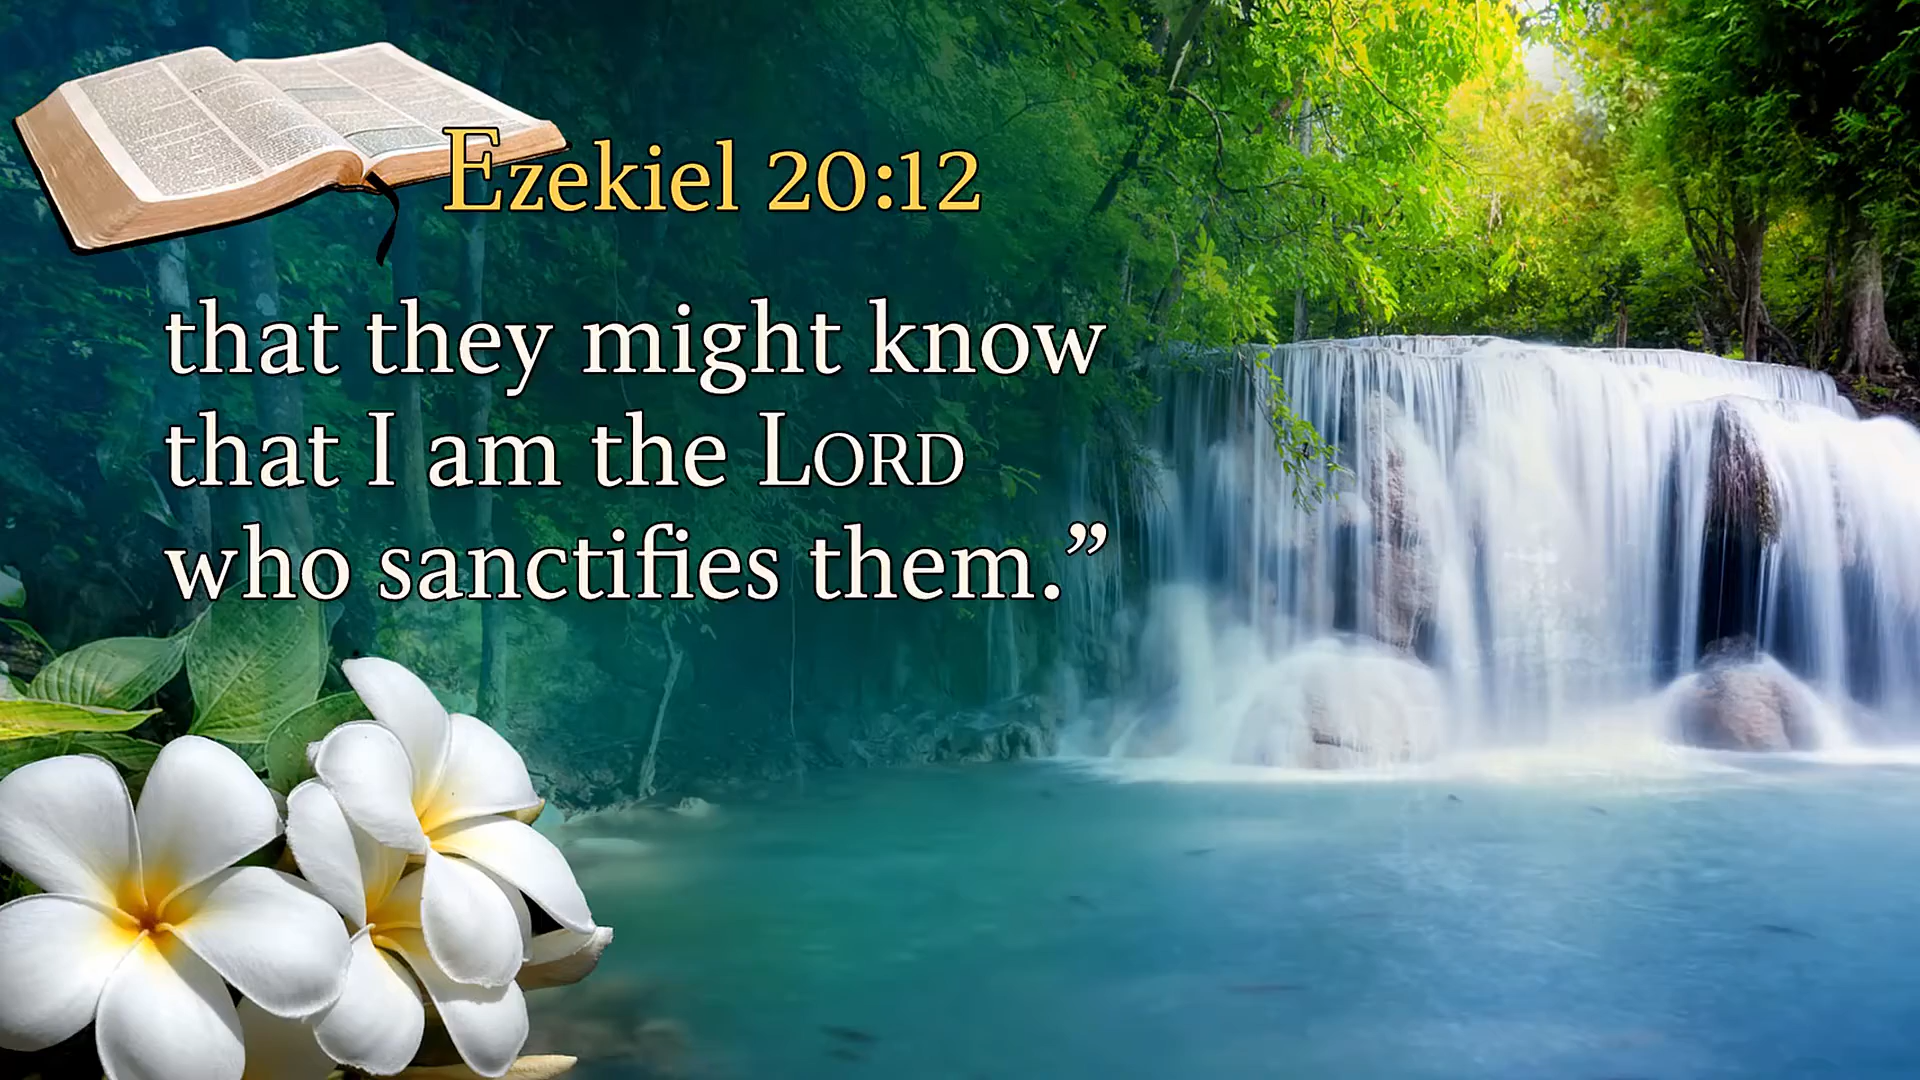 Ezekiel 20:12
that they might know
that I am the LORD
who sanctifies them.”